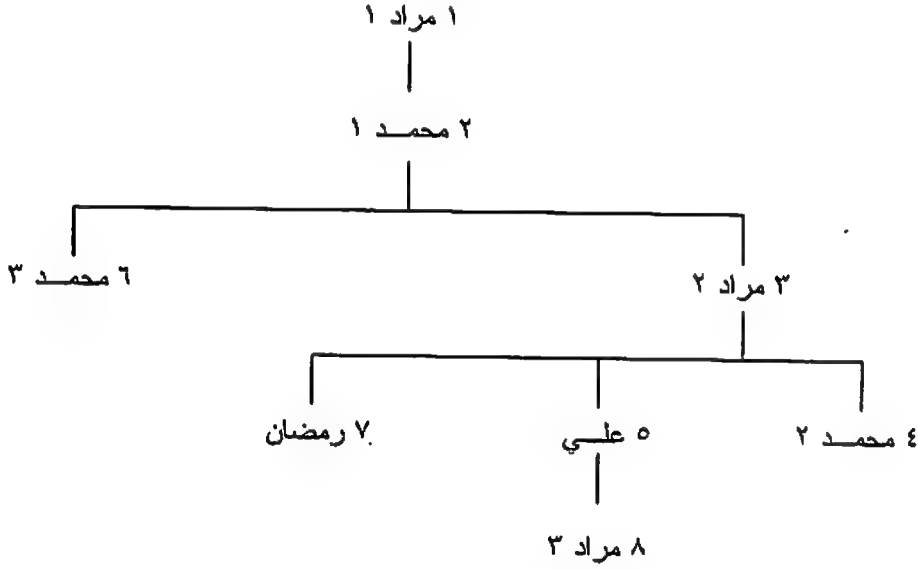 ١ مراد ١
٢ محمد ١
٣ مراد ٢
٦ محمد ٣
٤ محمد ٢
٥ علي
٧ رمضان
٨ مراد ٣